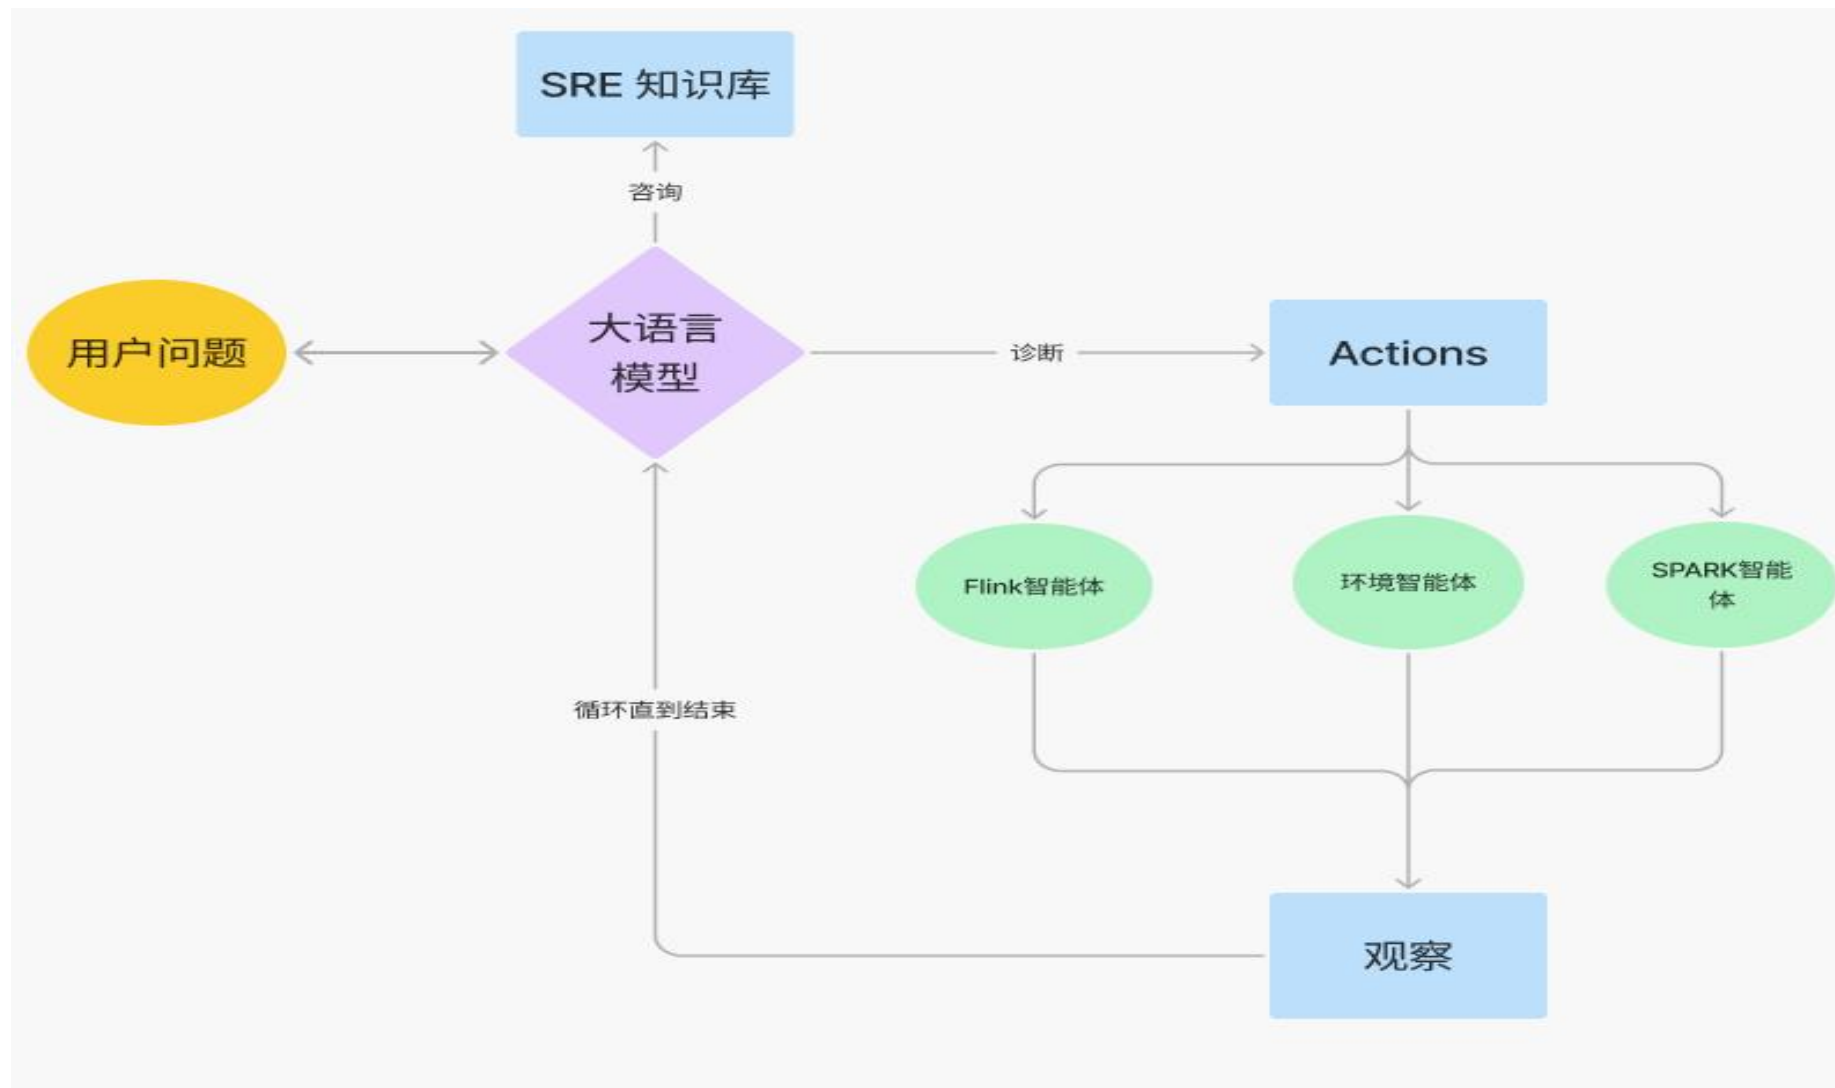 SRE 知识库
咨询
用户问题
大语言
模型
诊断
Actions
Flink智能体
环境智能体
SPARK智能
体
循环直到结束
观察